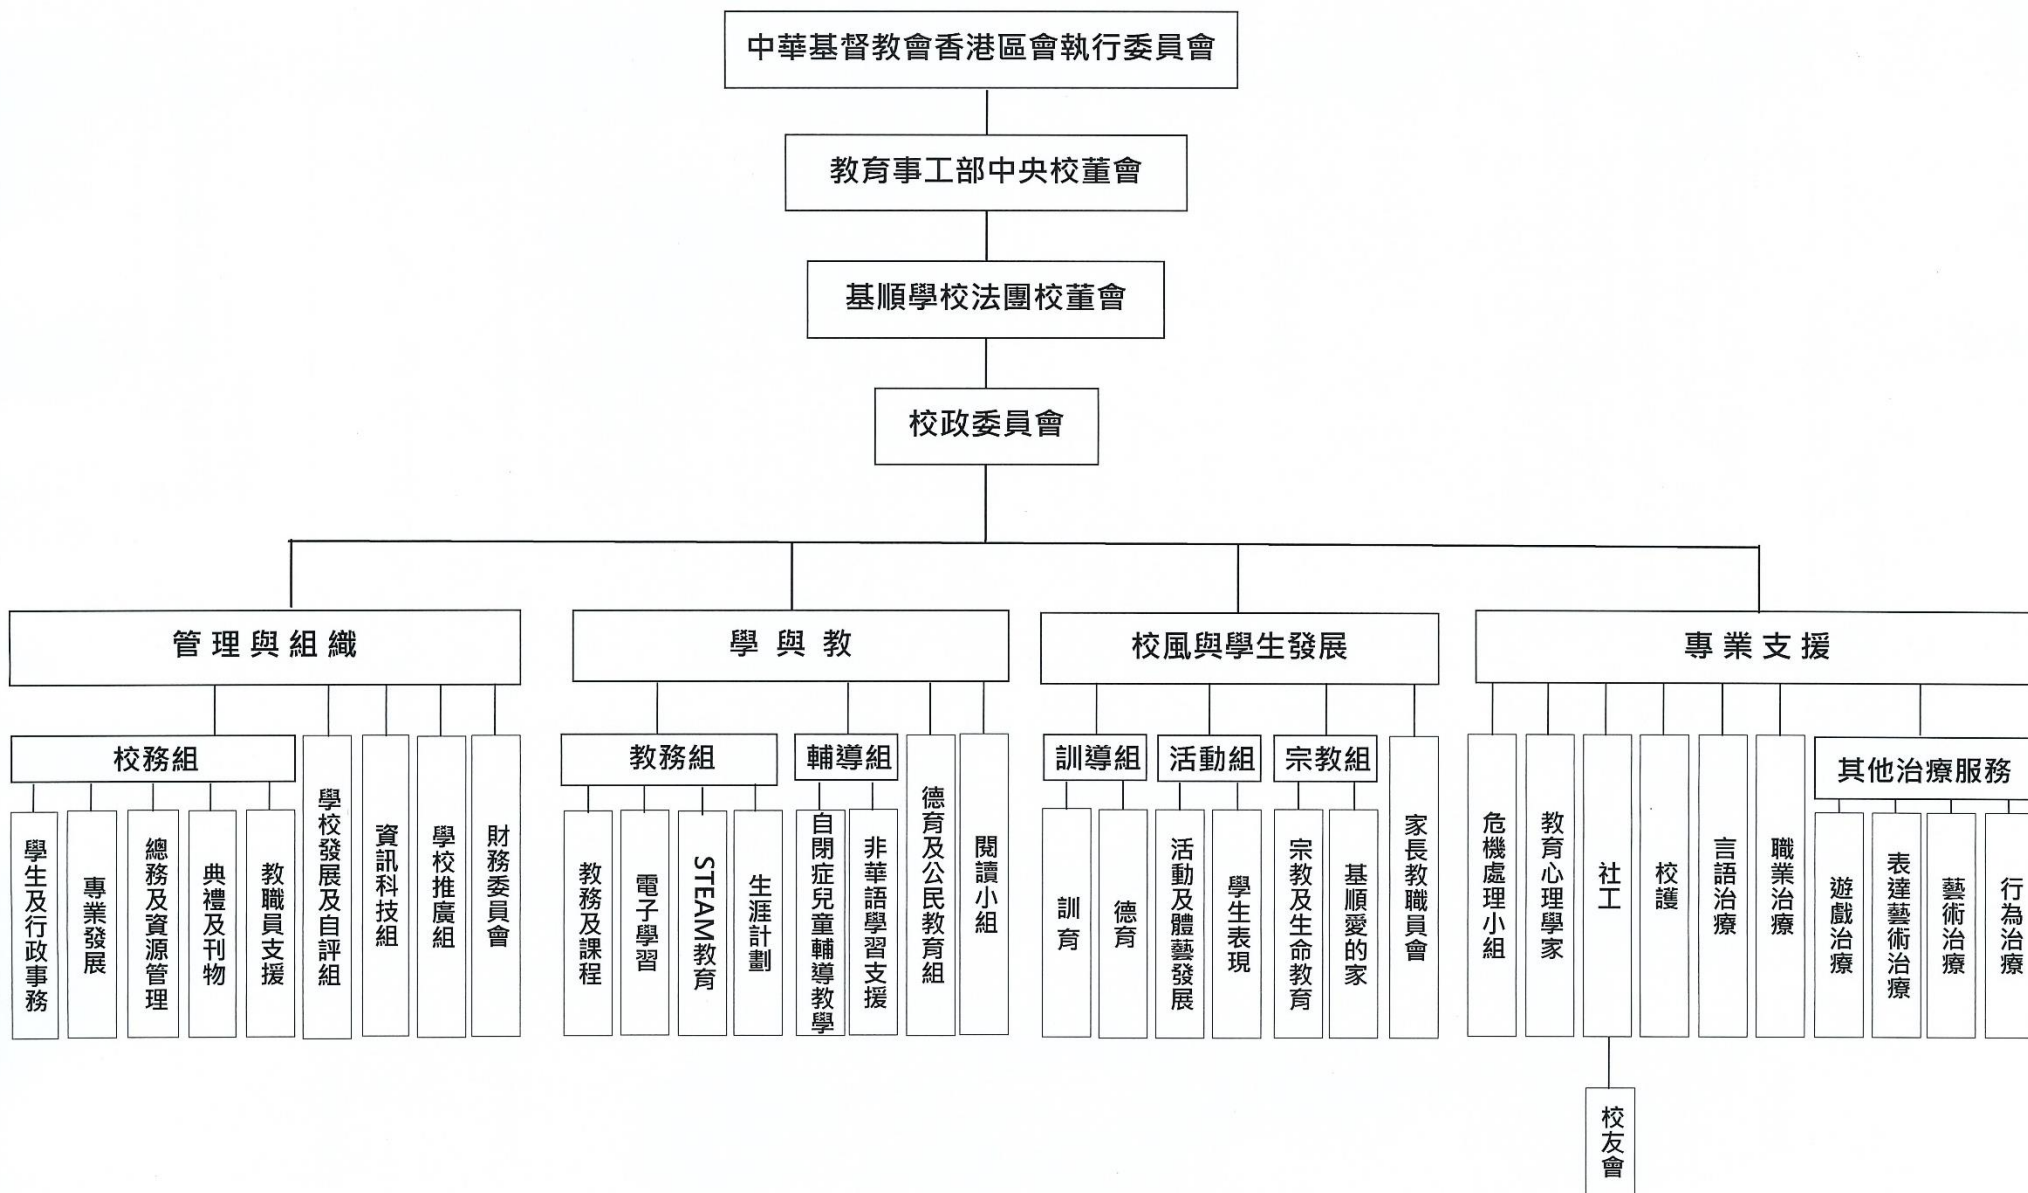 中華基督教會香港區會執行委員會
教育事工部中央校董會
基順學校法團校董會
校政委員會
管理與組織
學與教
校風與學生發展
專業支援
校務組
教務組
輔導組
訓導組
活動組
宗教組
其他治療服務
學生及行政事務
專業發展
總務及資源管理
典禮及刊物
教職員支援
學校發展及自評組
資訊科技組
學校推廣組
財務委員會
教務及課程
電子學習
STEAM教育
生涯計劃
自閉症兒童輔導教學
非華語學習支援
德育及公民教育組
閱讀小組
訓育
德育
活動及體藝發展
學生表現
宗教及生命教育
基順愛的家
家長教職員會
危機處理小組
教育心理學家
社工
校護
言語治療
職業治療
遊戲治療
表達藝術治療
藝術治療
行為治療
校友會